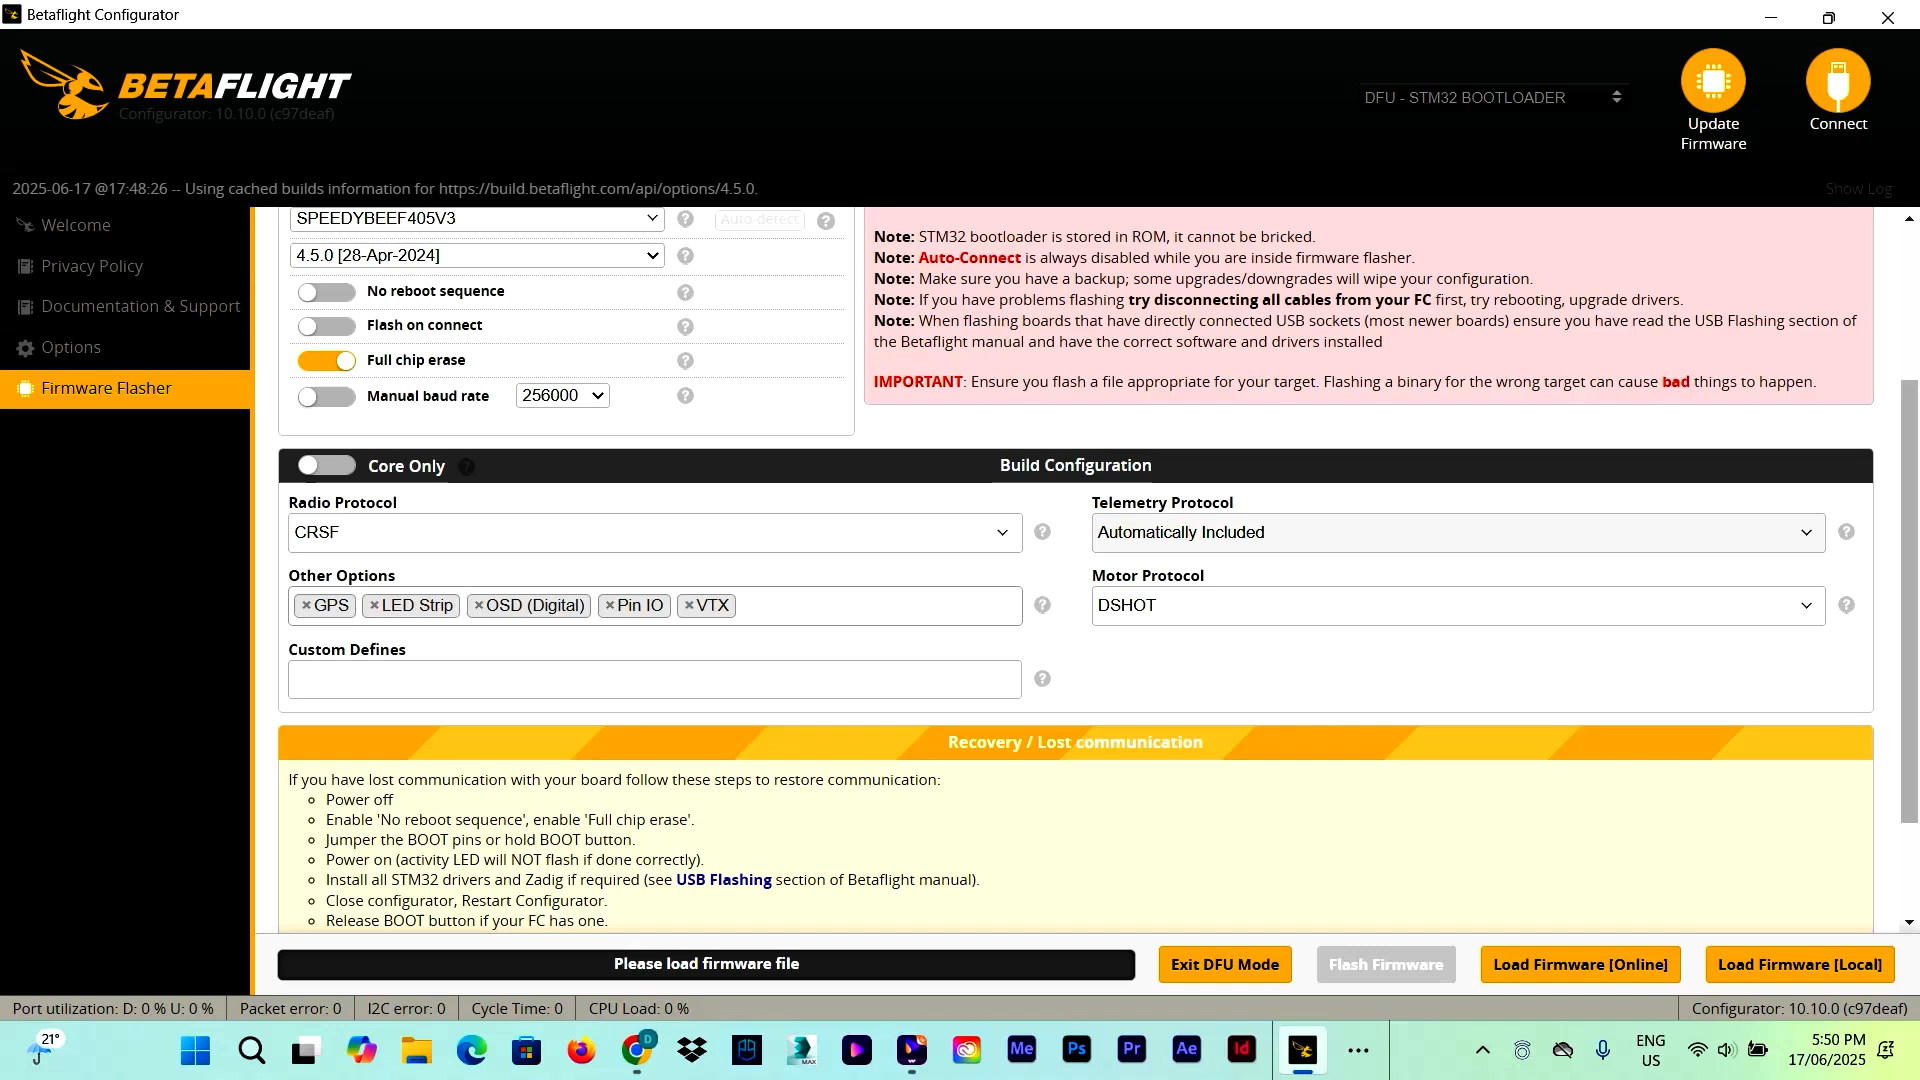 Betaflight Configurator
BETAFLIGHT
Configurator: 10.10.0 (c97deaf)
DFU - STM32 BOOTLOADER
Update
Firmware
Connect
2025-06-17 @17:48:26 -- Using cached builds information for https://build.betaflight.com/api/options/4.5.0.
Show Log
Welcome
Privacy Policy
Documentation & Support
Options
Firmware Flasher
SPEEDYBEEF405V3
Auto-detect
4.5.0 [28-Apr-2024]
No reboot sequence
Flash on connect
Full chip erase
Manual baud rate
256000
Note: STM32 bootloader is stored in ROM, it cannot be bricked.
Note: Auto-Connect is always disabled while you are inside firmware flasher.
Note: Make sure you have a backup; some upgrades/downgrades will wipe your configuration.
Note: If you have problems flashing try disconnecting all cables from your FC first, try rebooting, upgrade drivers.
Note: When flashing boards that have directly connected USB sockets (most newer boards) ensure you have read the USB Flashing section of
the Betaflight manual and have the correct software and drivers installed
IMPORTANT: Ensure you flash a file appropriate for your target. Flashing a binary for the wrong target can cause bad things to happen.
Core Only
Build Configuration
Radio Protocol
CRSF
Telemetry Protocol
Automatically Included
Other Options
×GPS ×LED Strip ×OSD (Digital) ×Pin IO ×VTX
Motor Protocol
DSHOT
Custom Defines
Recovery / Lost communication
If you have lost communication with your board follow these steps to restore communication:
Power off
Enable 'No reboot sequence', enable 'Full chip erase'.
Jumper the BOOT pins or hold BOOT button.
Power on (activity LED will NOT flash if done correctly).
Install all STM32 drivers and Zadig if required (see USB Flashing section of Betaflight manual).
Close configurator, Restart Configurator.
Release BOOT button if your FC has one.
Please load firmware file
Exit DFU Mode
Flash Firmware
Load Firmware [Online]
Load Firmware [Local]
Port utilization: D: 0 % U: 0 %
Packet error: 0
I2C error: 0
Cycle Time: 0
CPU Load: 0 %
Configurator: 10.10.0 (c97deaf)
21°
D
MAX
Me
Ps
Pr
Ae
Id
ENG
US
5:50 PM
17/06/2025